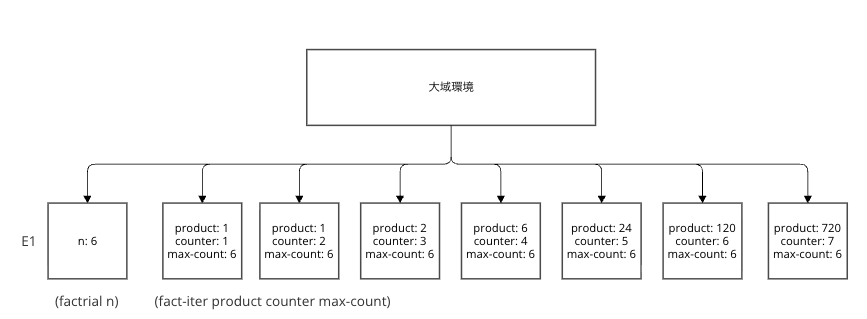 大域環境
E1
n: 6
product: 1
counter: 1
max-count: 6
product: 1
counter: 2
max-count: 6
product: 2
counter: 3
max-count: 6
product: 6
counter: 4
max-count: 6
product: 24
counter: 5
max-count: 6
product: 120
counter: 6
max-count: 6
product: 720
counter: 7
max-count: 6
(factrial n)
(fact-iter product counter max-count)